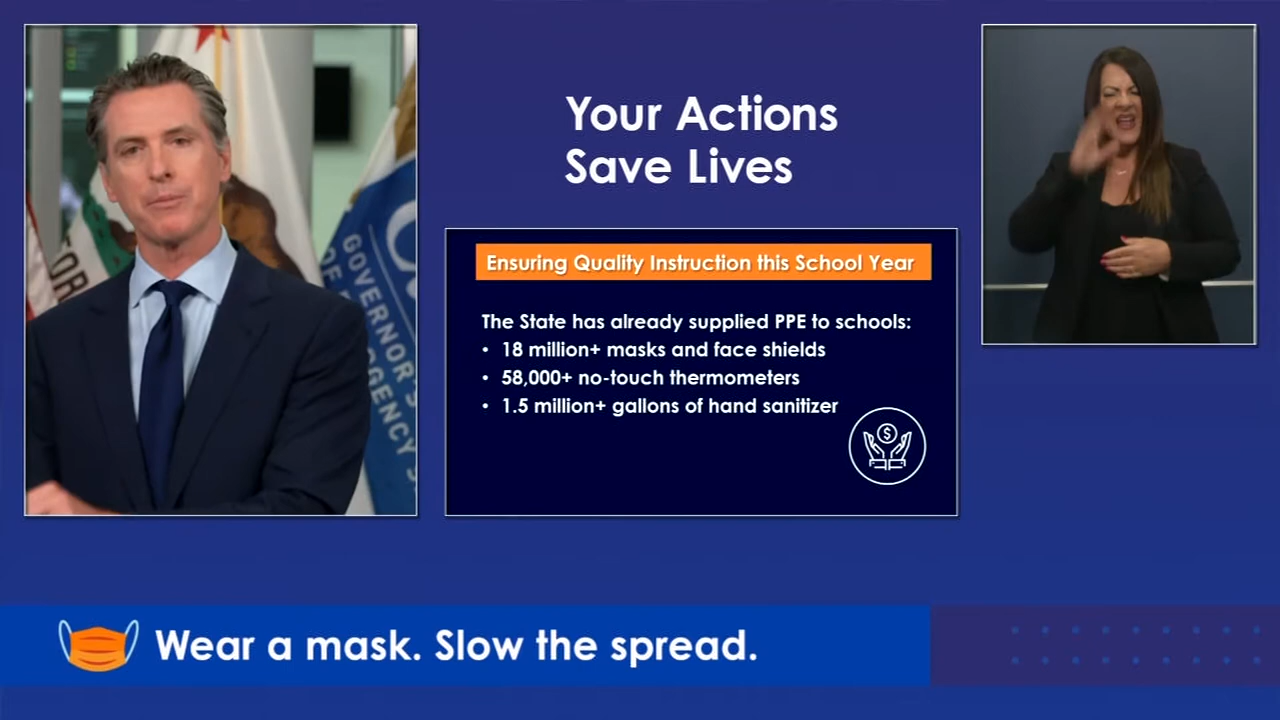 Your Actions
Save Lives
Ensuring Quality Instruction this School Year
The State has already supplied PPE to schools:
• 18 million+ masks and face shields
• 58,000+ no-touch thermometers
• 1.5 million+ gallons of hand sanitizer
$
GOVERNOR'S
OF
Wear a mask. Slow the spread.